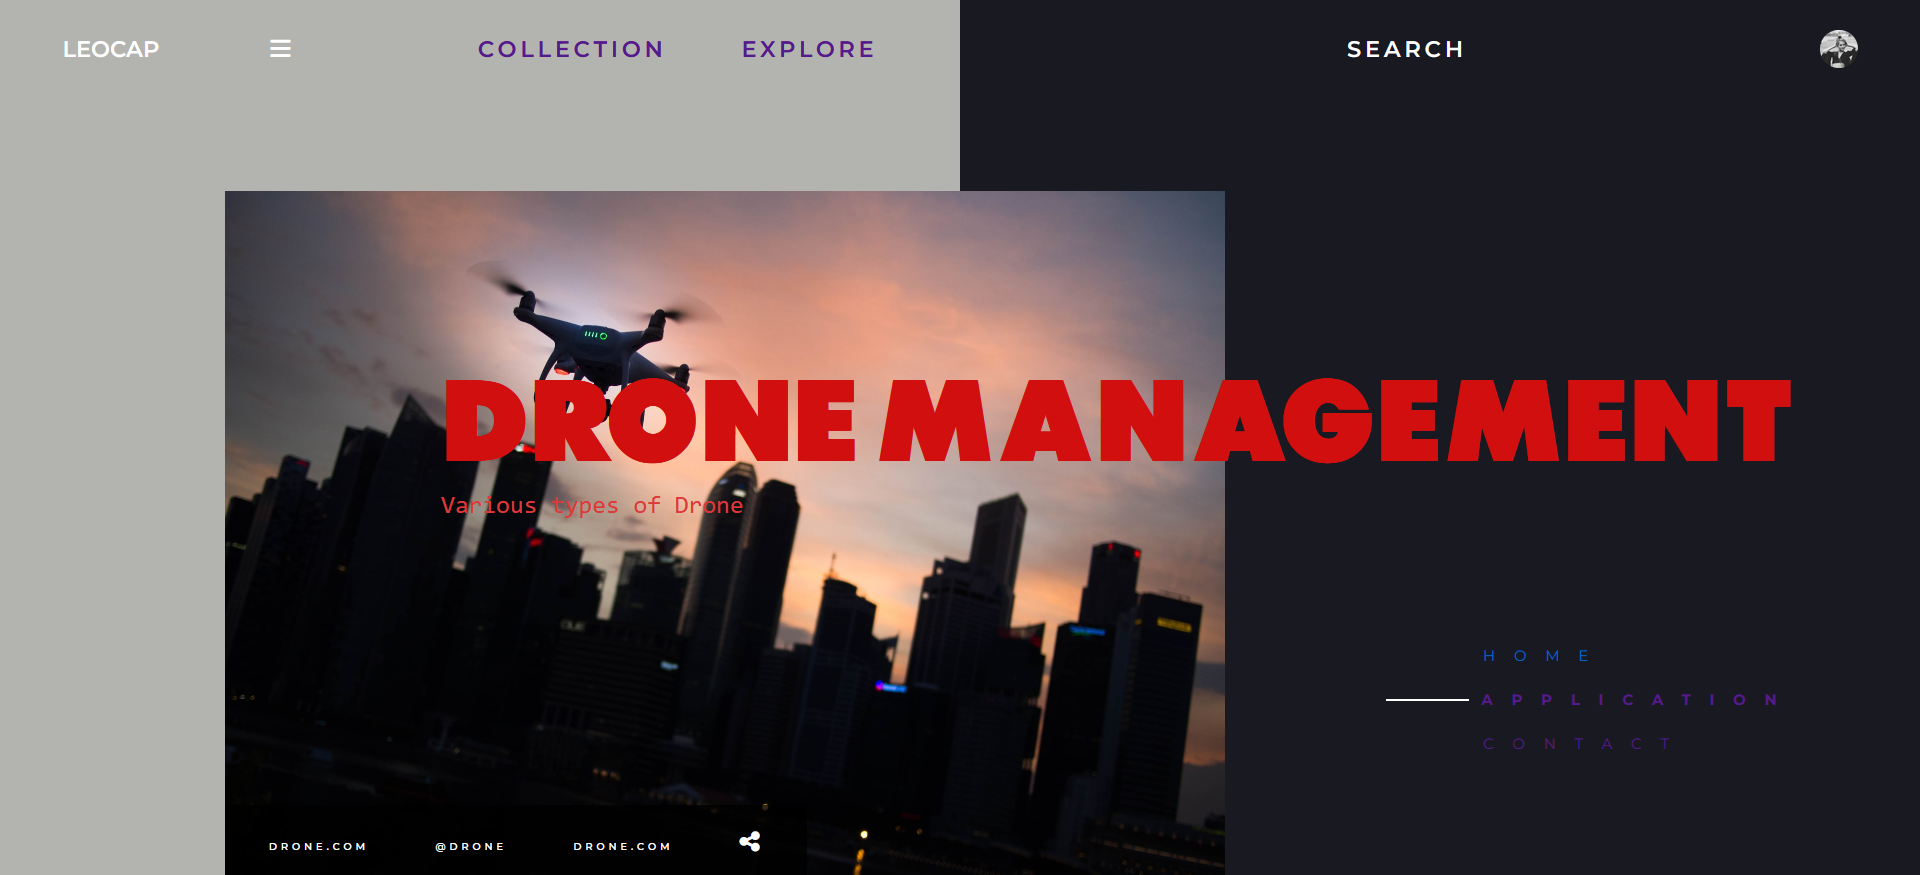 LEOCAP
COLLECTION
EXPLORE
SEARCH
DRONE MANAGEMENT
Various types of Drone
HOME
APPLICATION
CONTACT
DRONE.COM
@DRONE
DRONE.COM